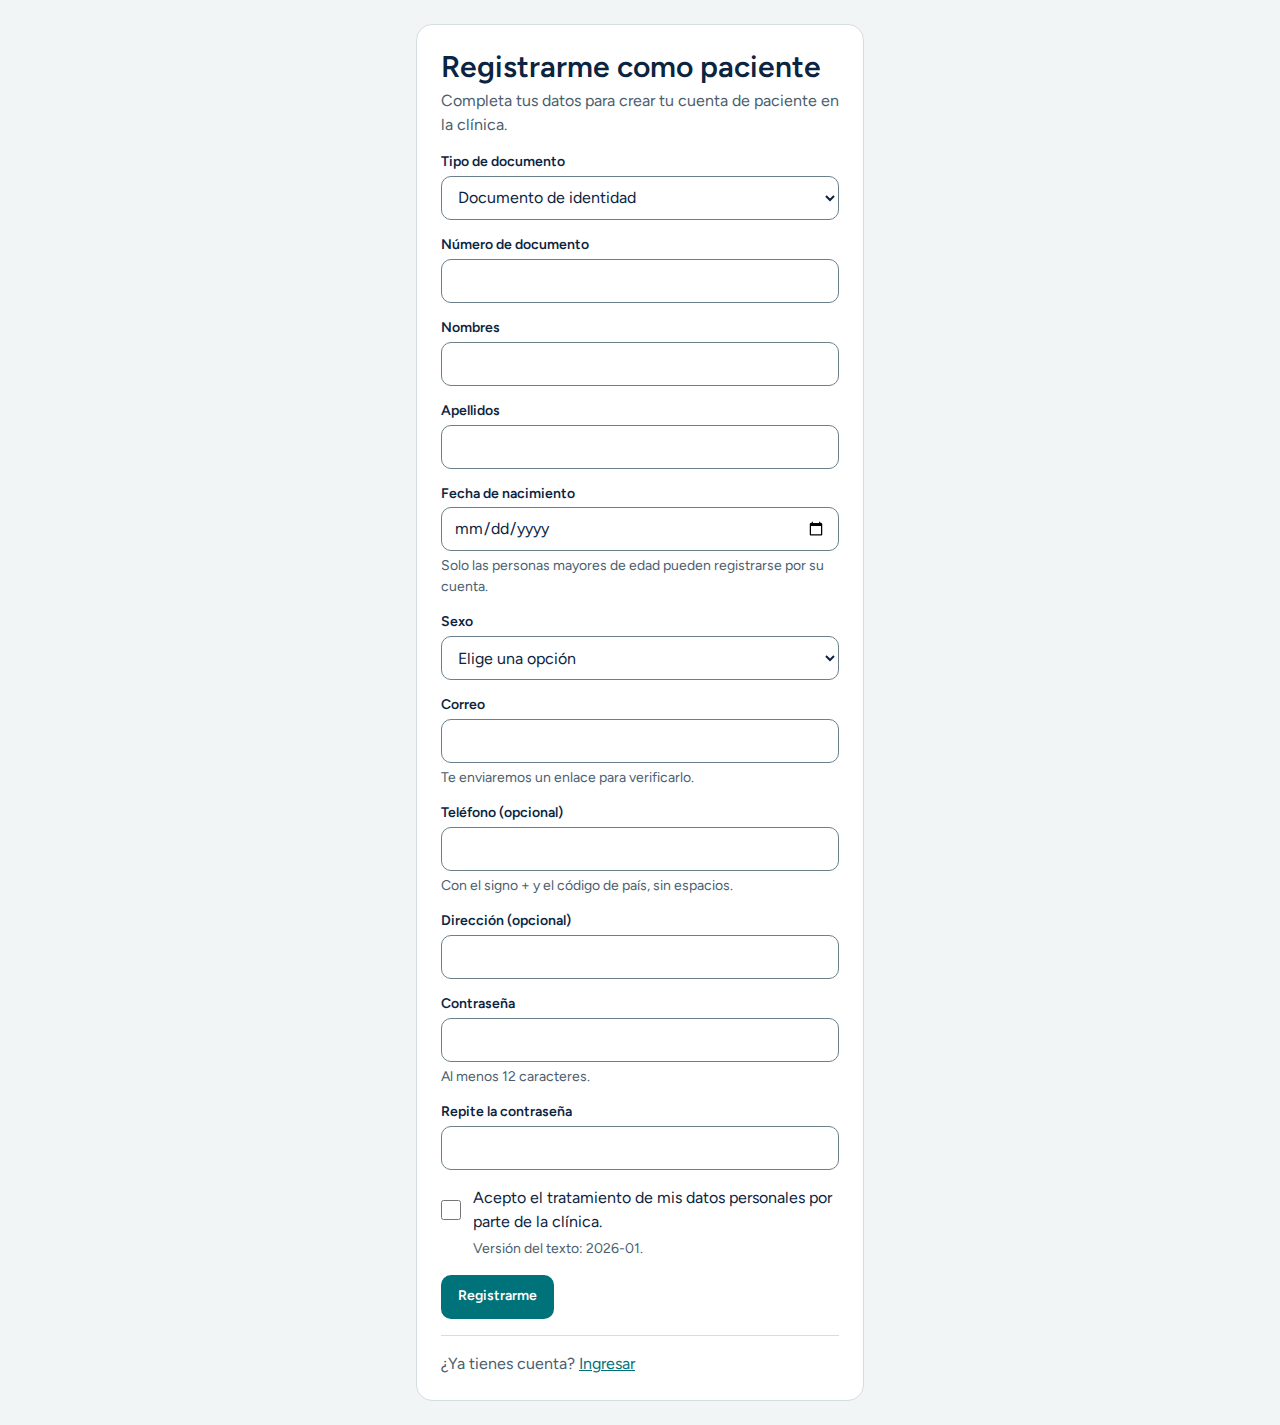 Registrarme como paciente
Completa tus datos para crear tu cuenta de paciente en
la clínica.
Tipo de documento
Documento de identidad
Número de documento
Nombres
Apellidos
Fecha de nacimiento
mm/dd/yyyy
Solo las personas mayores de edad pueden registrarse por su
cuenta.
Sexo
Elige una opción
Correo
Te enviaremos un enlace para verificarlo.
Teléfono (opcional)
Con el signo + y el código de país, sin espacios.
Dirección (opcional)
Contraseña
Al menos 12 caracteres.
Repite la contraseña
Acepto el tratamiento de mis datos personales por
parte de la clínica.
Versión del texto: 2026-01.
Registrarme
¿Ya tienes cuenta? Ingresar